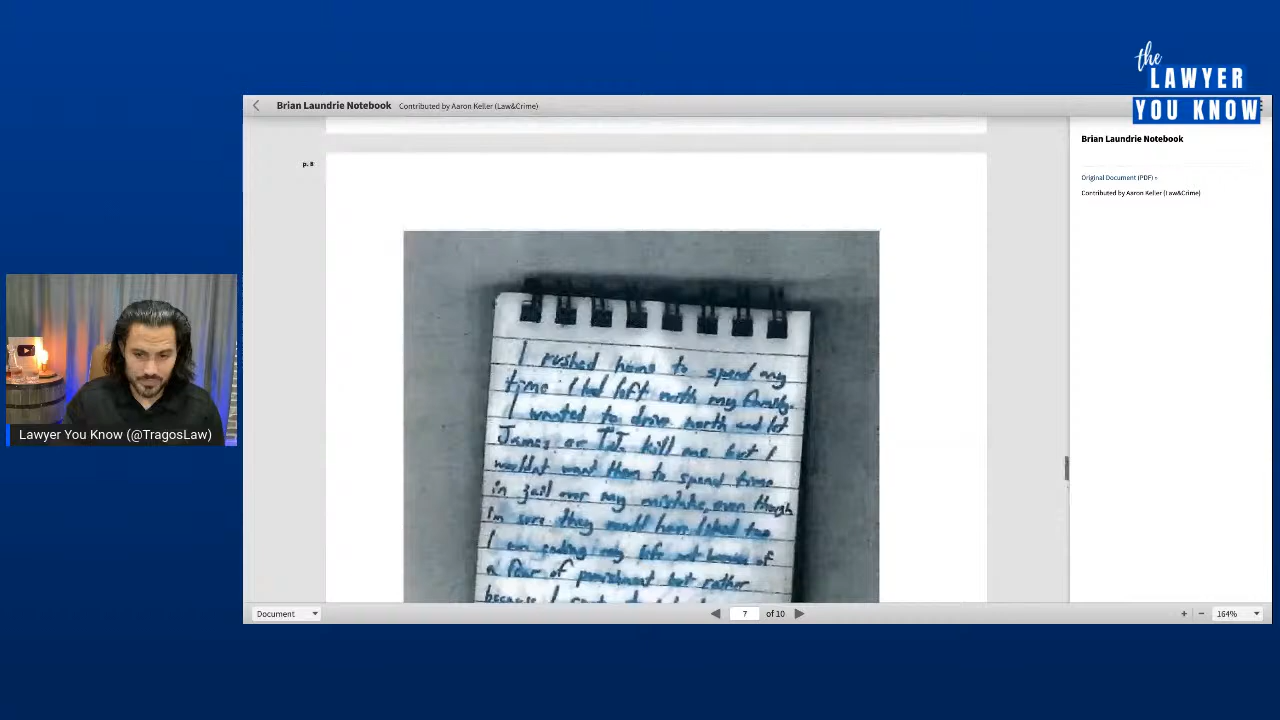 the
LAWYER
YOU KNOW
Brian Laundrie Notebook
Contributed by Aaron Keller (Law&Crime)
Brian Laundrie Notebook
Original Document (PDF) »
Contributed by Aaron Keller (Law&Crime)
p. 8
I rushed home to spend my
time I had left with my family.
I wanted to drive north and let
James or T.J. kill me but I
wouldnt want them to spend time
in jail over my mistake, even though
I'm sure they would have liked too
I am ending my life not because of
a fear of punishment but rather
because I
Lawyer You Know (@TragosLaw)
Document
7
of 10
164%